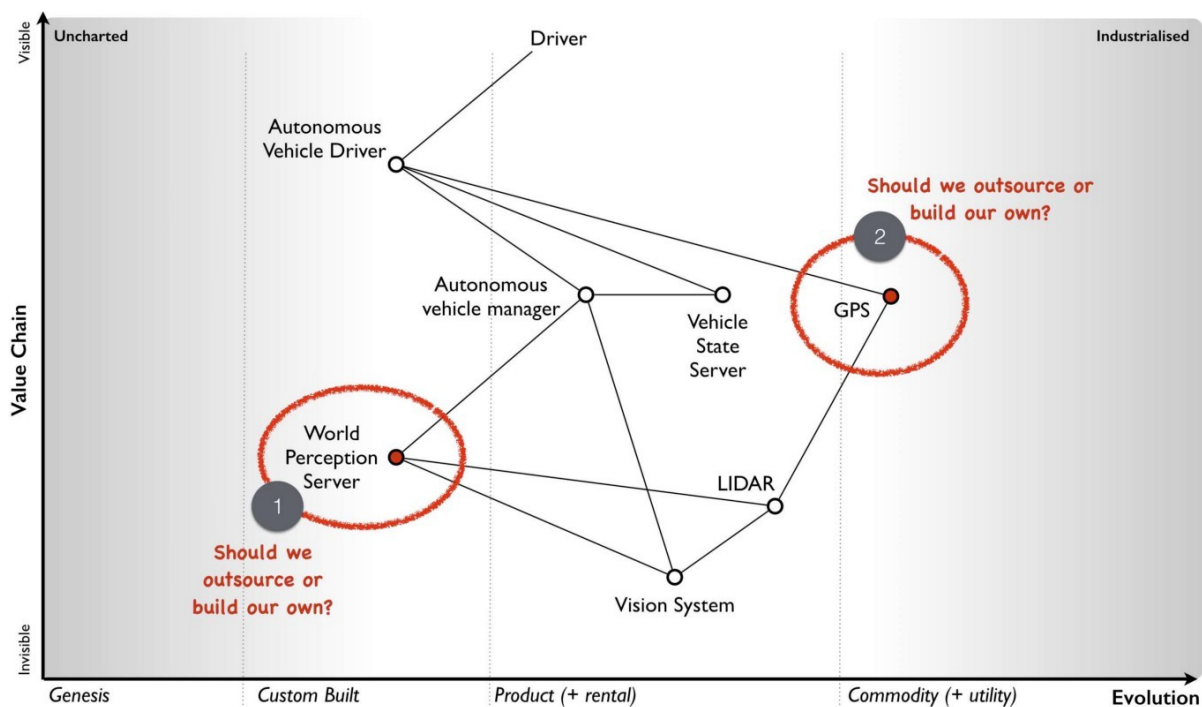 Visible
Uncharted
Industrialised
Driver
Autonomous
Vehicle Driver
Should we outsource or
build our own?
2
Autonomous
vehicle manager
Vehicle
State
Server
GPS
Value Chain
World
Perception
Server
LIDAR
1
Should we
outsource or
build our own?
Vision System
Invisible
Genesis
Custom Built
Product (+ rental)
Commodity (+ utility)
Evolution